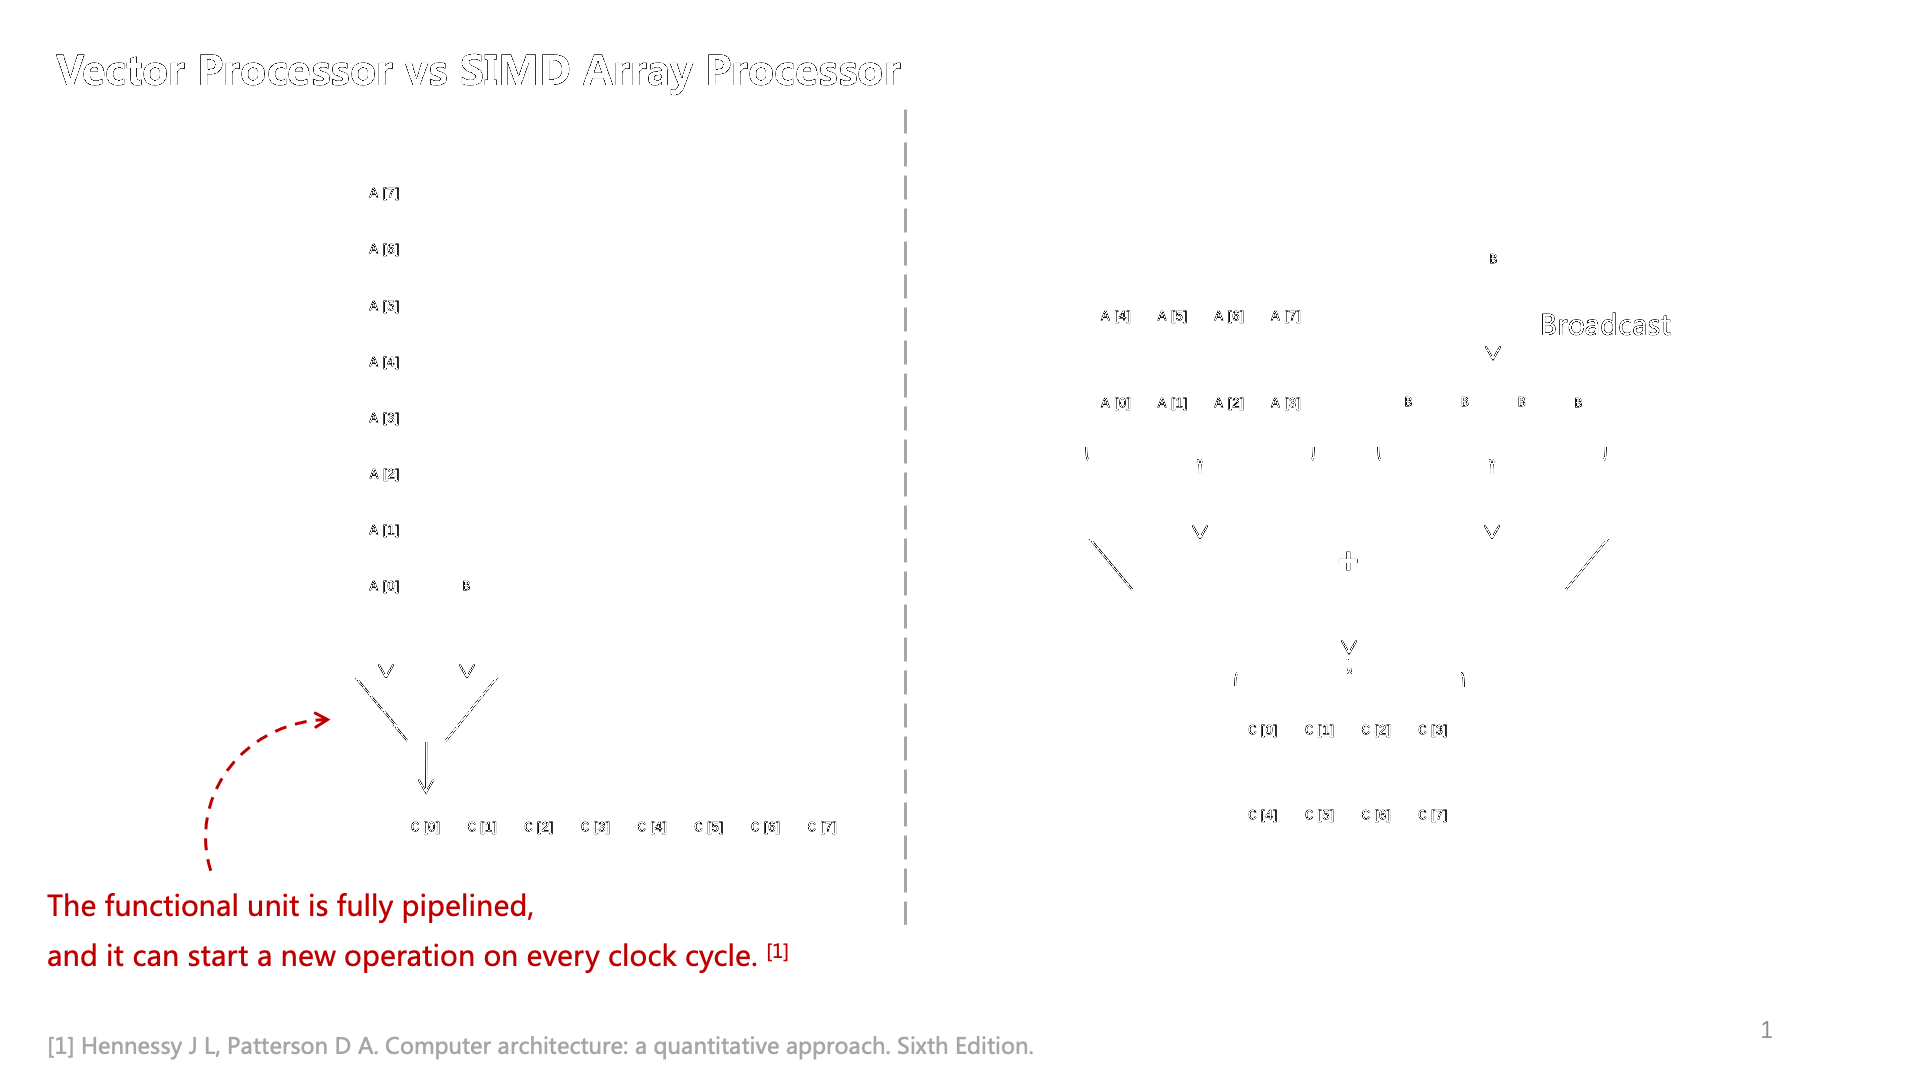 Vector Processor vs SIMD Array Processor
A [7]
A [6]
A [5]
A [4]
A [3]
A [2]
A [1]
A [0] B
C [0] C [1] C [2] C [3] C [4] C [5] C [6] C [7]
The functional unit is fully pipelined,
and it can start a new operation on every clock cycle. [1]
B
A [4] A [5] A [6] A [7]
Broadcast
A [0] A [1] A [2] A [3] B B B B
+
C [0] C [1] C [2] C [3]
C [4] C [5] C [6] C [7]
[1] Hennessy J L, Patterson D A. Computer architecture: a quantitative approach. Sixth Edition.
1